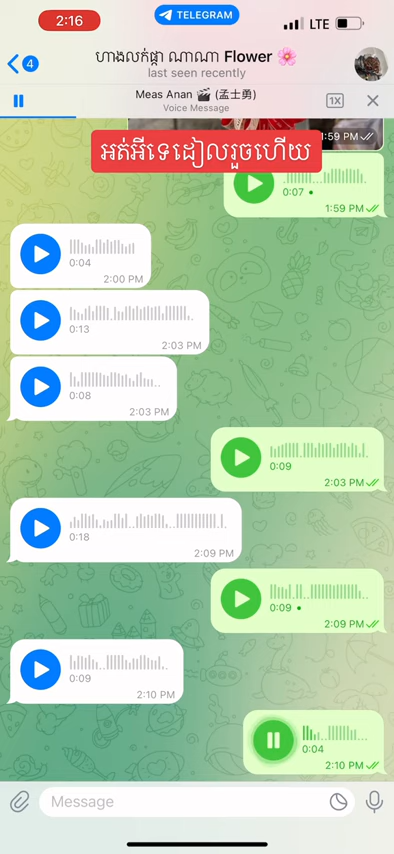 2:16
TELEGRAM
LTE
4
ហាងលក់ផ្កា ណាណា Flower 🌸
last seen recently
Meas Anan 🎬 (孟士勇)
Voice Message
1X
1:59 PM
អត់អីទេដៀលរួចហើយ
0:07
1:59 PM
0:04
2:00 PM
0:13
2:03 PM
0:08
2:03 PM
0:09
2:03 PM
0:18
2:09 PM
0:09
2:09 PM
0:09
2:10 PM
0:04
2:10 PM
Message